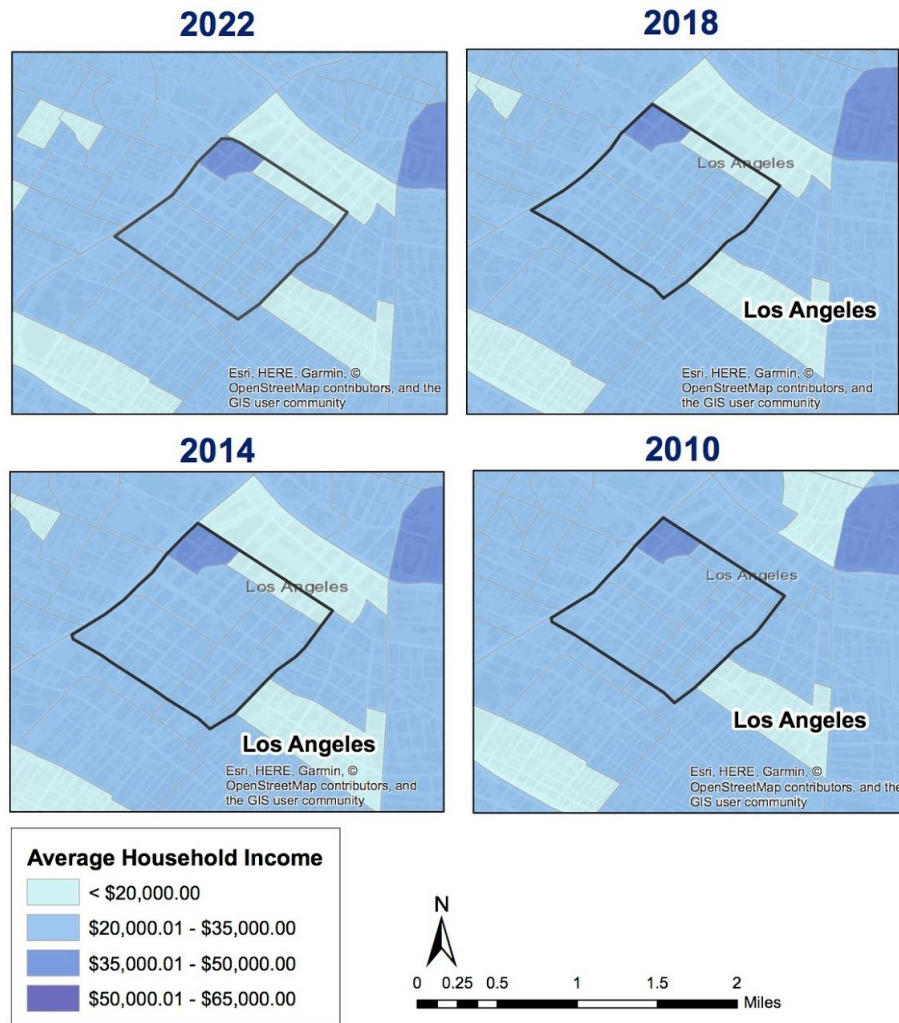 2022
2018
Esri, HERE, Garmin, ©
OpenStreetMap contributors, and the
GIS user community
Los Angeles
Los Angeles
Esri, HERE, Garmin, ©
OpenStreetMap contributors, and
the GIS user community
2014
2010
Los Angeles
Los Angeles
Esri, HERE, Garmin, ©
OpenStreetMap contributors, and
the GIS user community
Los Angeles
Los Angeles
Esri, HERE, Garmin, ©
OpenStreetMap contributors, and the
GIS user community
Average Household Income
< $20,000.00
$20,000.01 - $35,000.00
$35,000.01 - $50,000.00
$50,000.01 - $65,000.00
N
0 0.25 0.5 1 1.5 2
Miles